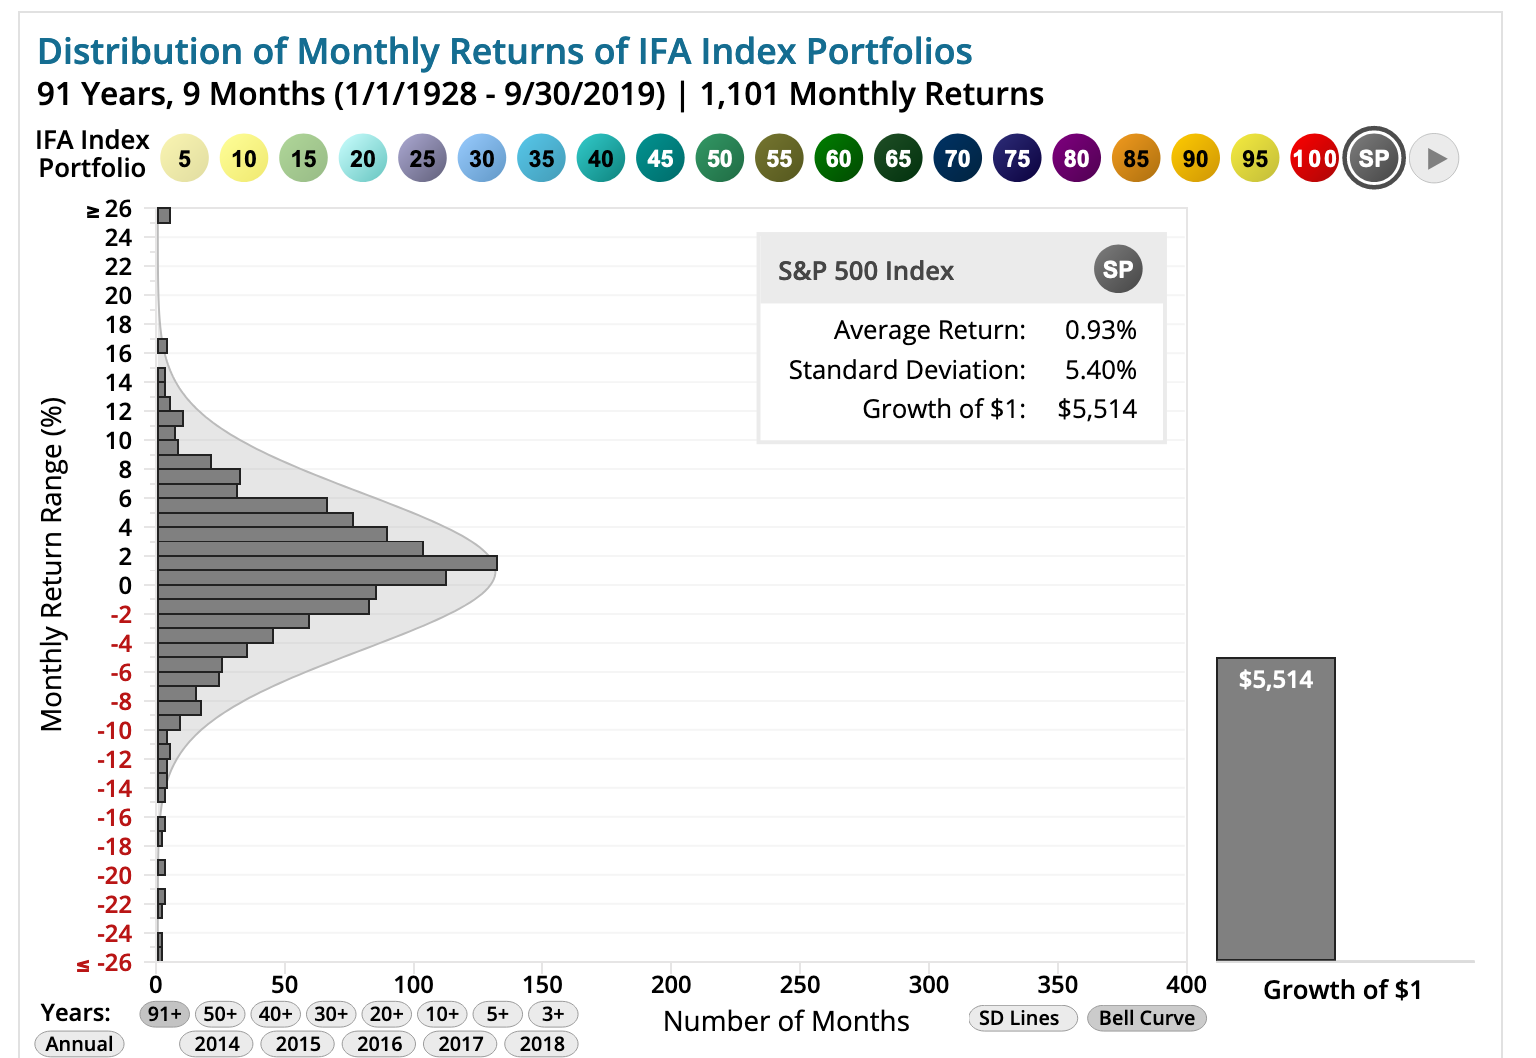 Distribution of Monthly Returns of IFA Index Portfolios
91 Years, 9 Months (1/1/1928 - 9/30/2019) | 1,101 Monthly Returns
IFA Index
Portfolio
5 10 15 20 25 30 35 40 45 50 55 60 65 70 75 80 85 90 95 100 SP
Monthly Return Range (%)
≥ 26
24
22
20
18
16
14
12
10
8
6
4
2
0
-2
-4
-6
-8
-10
-12
-14
-16
-18
-20
-22
-24
≤ -26
S&P 500 Index SP
Average Return: 0.93%
Standard Deviation: 5.40%
Growth of $1: $5,514
$5,514
0 50 100 150 200 250 300 350 400
Growth of $1
Years: 91+ 50+ 40+ 30+ 20+ 10+ 5+ 3+
Number of Months
SD Lines Bell Curve
Annual 2014 2015 2016 2017 2018